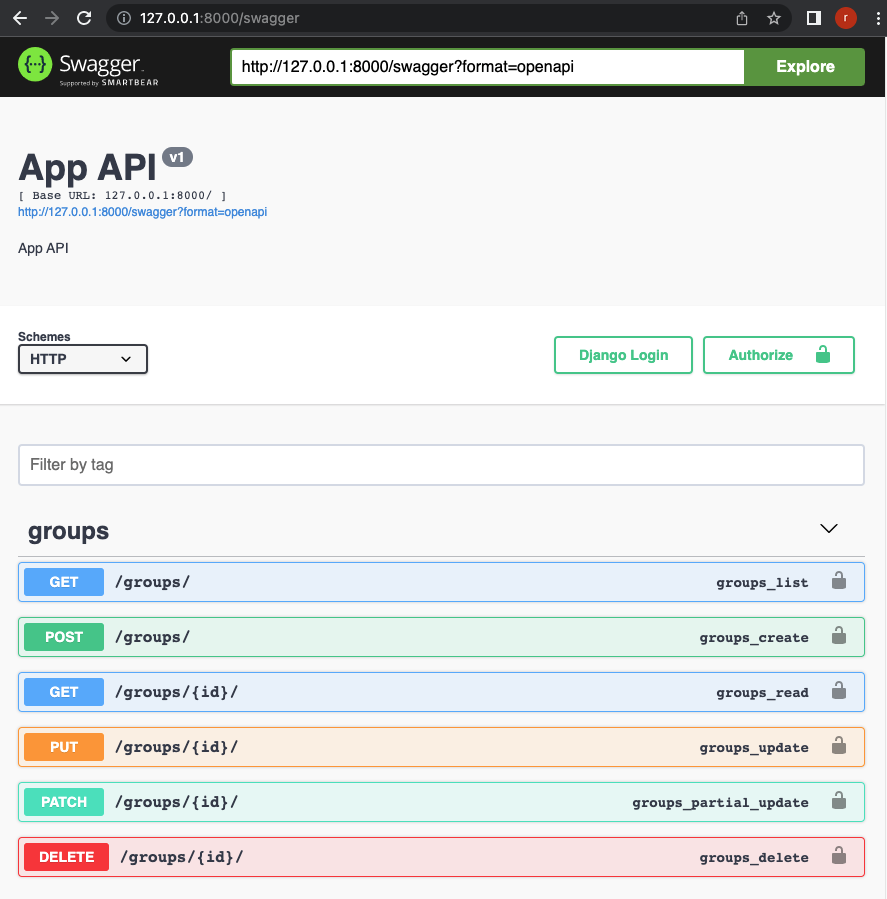 127.0.0.1:8000/swagger
r
{···} Swagger.
Supported by SMARTBEAR
http://127.0.0.1:8000/swagger?format=openapi
Explore
App API v1
[ Base URL: 127.0.0.1:8000/ ]
http://127.0.0.1:8000/swagger?format=openapi
App API
Schemes
HTTP
Django Login
Authorize
Filter by tag
groups
GET /groups/ groups_list
POST /groups/ groups_create
GET /groups/{id}/ groups_read
PUT /groups/{id}/ groups_update
PATCH /groups/{id}/ groups_partial_update
DELETE /groups/{id}/ groups_delete